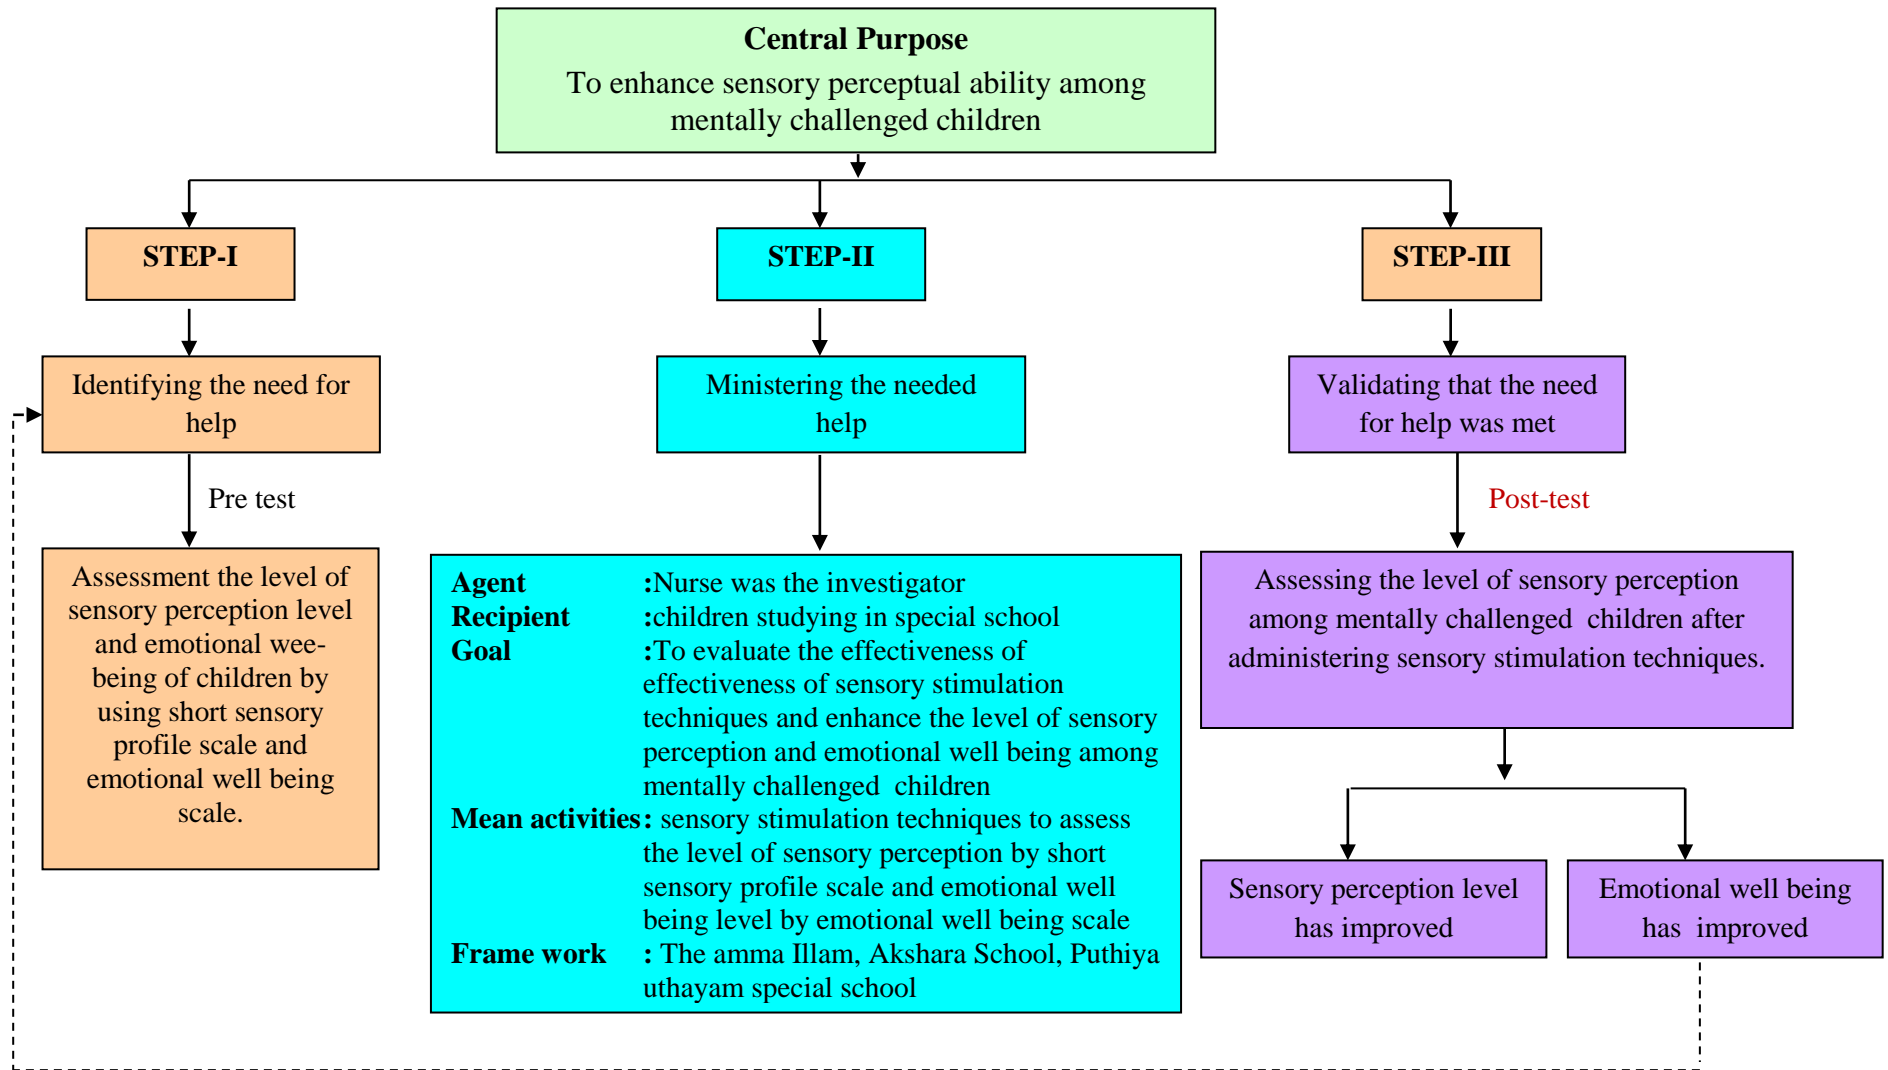 Central Purpose
To enhance sensory perceptual ability among
mentally challenged children
STEP-I
STEP-II
STEP-III
Identifying the need for
help
Ministering the needed
help
Validating that the need
for help was met
Pre test
Post-test
Assessment the level of
sensory perception level
and emotional wee-
being of children by
using short sensory
profile scale and
emotional well being
scale.
Agent :Nurse was the investigator
Recipient :children studying in special school
Goal :To evaluate the effectiveness of
effectiveness of sensory stimulation
techniques and enhance the level of sensory
perception and emotional well being among
mentally challenged children
Mean activities: sensory stimulation techniques to assess
the level of sensory perception by short
sensory profile scale and emotional well
being level by emotional well being scale
Frame work : The amma Illam, Akshara School, Puthiya
uthayam special school
Assessing the level of sensory perception
among mentally challenged children after
administering sensory stimulation techniques.
Sensory perception level
has improved
Emotional well being
has improved